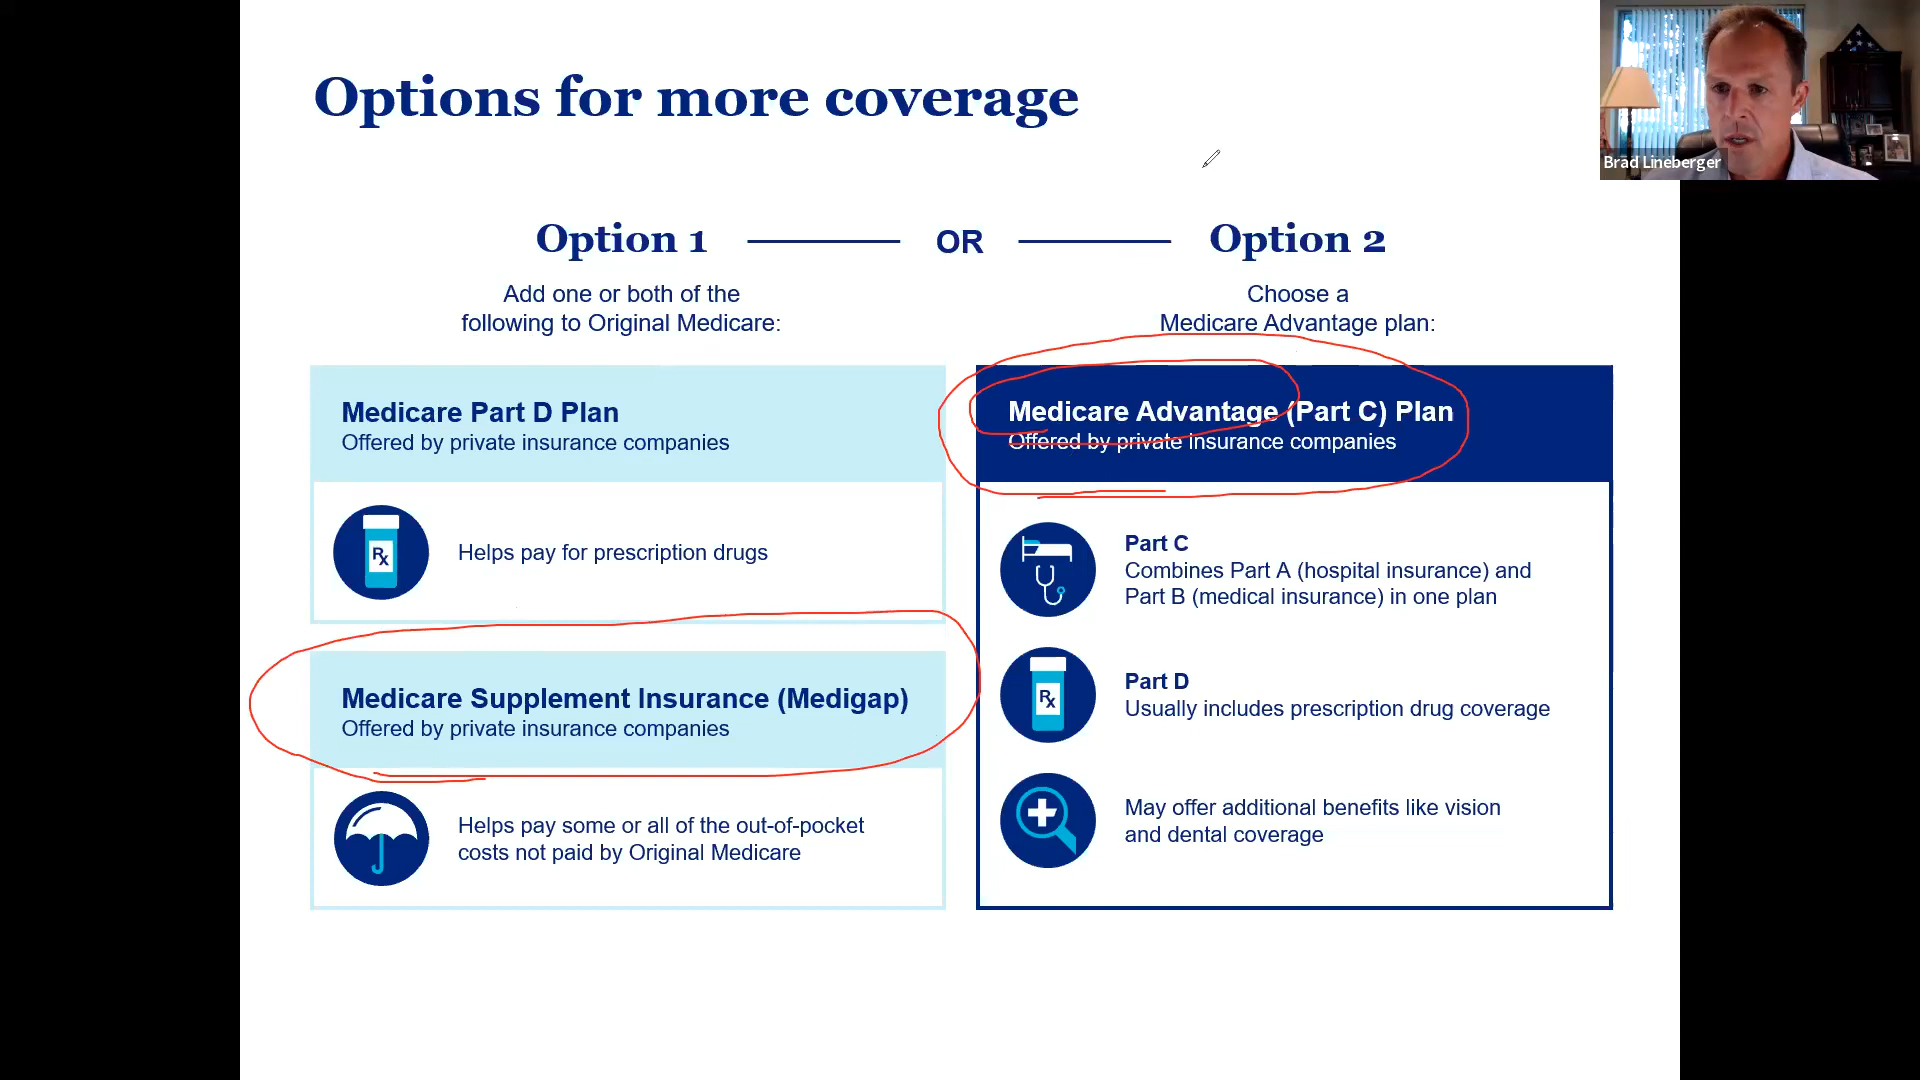 Options for more coverage
Brad Lineberger
Option 1
OR
Option 2
Add one or both of the
following to Original Medicare:
Choose a
Medicare Advantage plan:
Medicare Part D Plan
Offered by private insurance companies
Rx
Helps pay for prescription drugs
Medicare Supplement Insurance (Medigap)
Offered by private insurance companies
Helps pay some or all of the out-of-pocket
costs not paid by Original Medicare
Medicare Advantage (Part C) Plan
Offered by private insurance companies
Part C
Combines Part A (hospital insurance) and
Part B (medical insurance) in one plan
Rx
Part D
Usually includes prescription drug coverage
May offer additional benefits like vision
and dental coverage